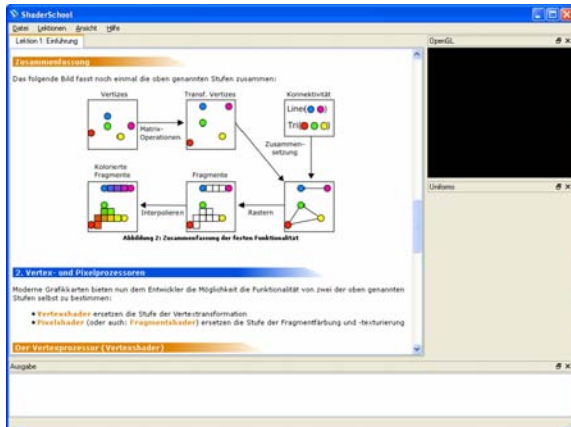 ShaderSchool
Datei Lektionen Ansicht Hilfe
Lektion 1: Einführung
OpenGL
Zusammenfassung
Das folgende Bild fasst noch einmal die oben genannten Stufen zusammen:
Vertizes
Transf. Vertizes
Konnektivität
Matrix-
Operationen
Line( )
Tri( )
Zusammen-
setzung
Kolorierte
Fragmente
Fragmente
Interpolieren
Rastern
Abbildung 2: Zusammenfassung der festen Funktionalität
Uniforms
2. Vertex- und Pixelprozessoren
Moderne Grafikkarten bieten nun dem Entwickler die Möglichkeit die Funktionalität von zwei der oben genannten
Stufen selbst zu bestimmen:
• Vertexshader ersetzen die Stufe der Vertextransformation
• Pixelshader (oder auch: Fragmentshader) ersetzen die Stufe der Fragmentfärbung und -texturierung
Der Vertexprozessor (Vertexshader)
Ausgabe